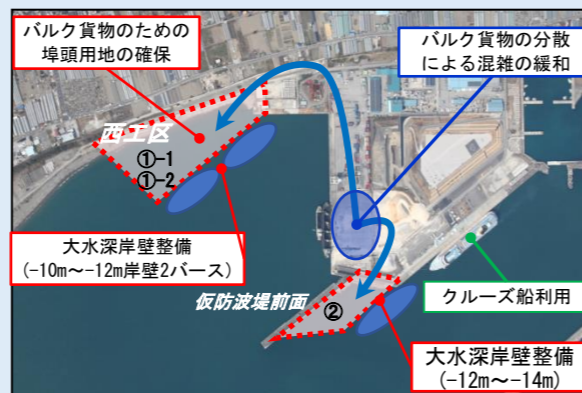 バルク貨物のための
埠頭用地の確保
バルク貨物の分散
による混雑の緩和
西工区
①-1
①-2
大水深岸壁整備
(-10m～-12m岸壁2バース)
仮防波堤前面
②
クルーズ船利用
大水深岸壁整備
(-12m～-14m)